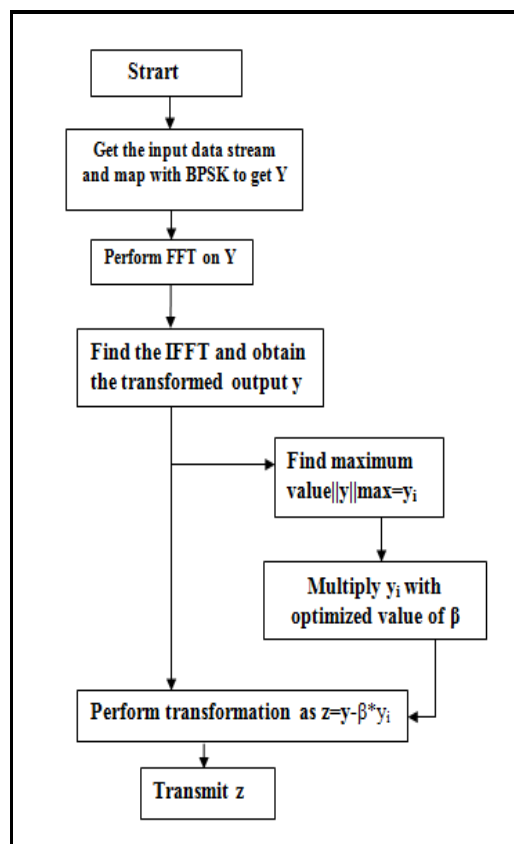 Strart
Get the input data stream
and map with BPSK to get Y
Perform FFT on Y
Find the IFFT and obtain
the transformed output y
Find maximum
value||y||max=yᵢ
Multiply yᵢ with
optimized value of β
Perform transformation as z=y-β*yᵢ
Transmit z